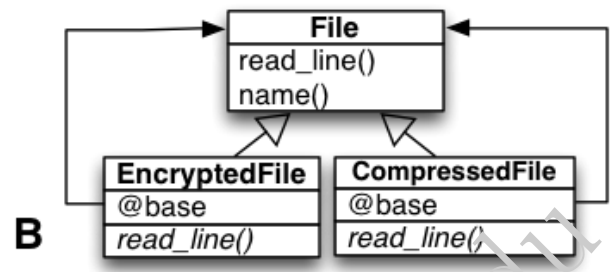 File
read_line()
name()
EncryptedFile
@base
read_line()
CompressedFile
@base
read_line()
B